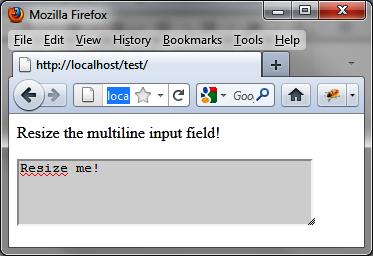 Mozilla Firefox
File Edit View History Bookmarks Tools Help
http://localhost/test/
loca Goo
Resize the multiline input field!
Resize me!